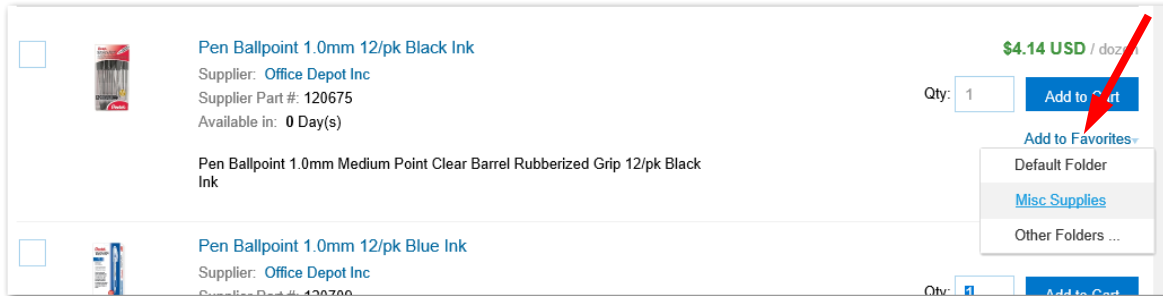 Pen Ballpoint 1.0mm 12/pk Black Ink
$4.14 USD / dozen
Supplier: Office Depot Inc
Supplier Part #: 120675
Qty: 1 Add to Cart
Available in: 0 Day(s)
Add to Favorites
Pen Ballpoint 1.0mm Medium Point Clear Barrel Rubberized Grip 12/pk Black
Ink
Default Folder
Misc Supplies
Other Folders ...
Pen Ballpoint 1.0mm 12/pk Blue Ink
Supplier: Office Depot Inc
Supplier Part #: 120709
Qty: 1 Add to Cart